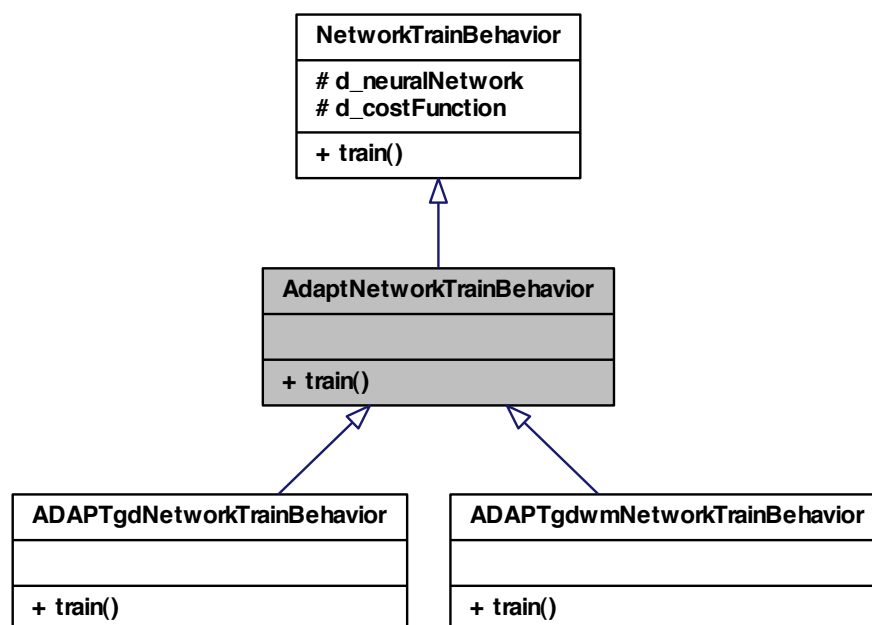 NetworkTrainBehavior
# d_neuralNetwork
# d_costFunction
+ train()
AdaptNetworkTrainBehavior
+ train()
ADAPTgdNetworkTrainBehavior
+ train()
ADAPTgdwmNetworkTrainBehavior
+ train()